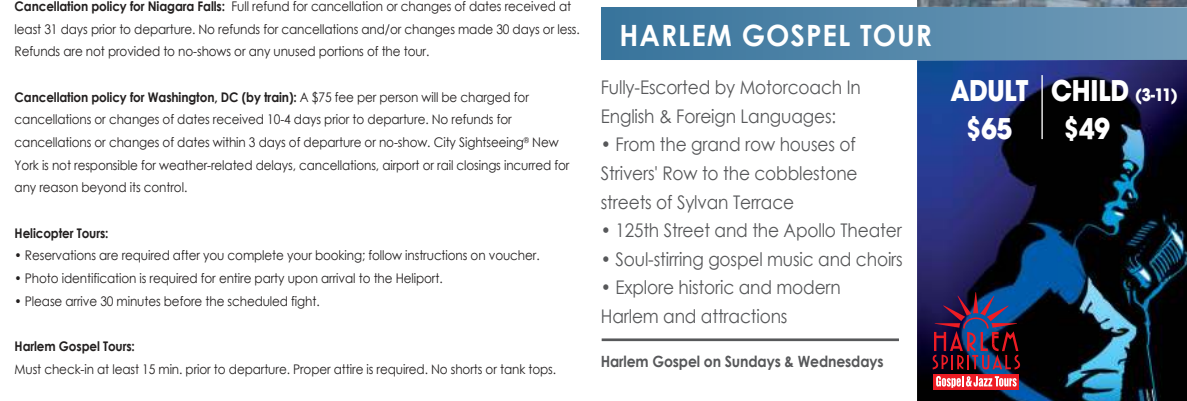 Cancellation policy for Niagara Falls: Full refund for cancellation or changes of dates received at
least 31 days prior to departure. No refunds for cancellations and/or changes made 30 days or less.
Refunds are not provided to no-shows or any unused portions of the tour.
Cancellation policy for Washington, DC (by train): A $75 fee per person will be charged for
cancellations or changes of dates received 10-4 days prior to departure. No refunds for
cancellations or changes of dates within 3 days of departure or no-show. City Sightseeing® New
York is not responsible for weather-related delays, cancellations, airport or rail closings incurred for
any reason beyond its control.
Helicopter Tours:
• Reservations are required after you complete your booking; follow instructions on voucher.
• Photo identification is required for entire party upon arrival to the Heliport.
• Please arrive 30 minutes before the scheduled fight.
Harlem Gospel Tours:
Must check-in at least 15 min. prior to departure. Proper attire is required. No shorts or tank tops.
HARLEM GOSPEL TOUR
Fully-Escorted by Motorcoach In
English & Foreign Languages:
• From the grand row houses of
Strivers' Row to the cobblestone
streets of Sylvan Terrace
• 125th Street and the Apollo Theater
• Soul-stirring gospel music and choirs
• Explore historic and modern
Harlem and attractions
Harlem Gospel on Sundays & Wednesdays
ADULT CHILD (3-11)
$65 $49
HARLEM
SPIRITUALS
Gospel & Jazz Tours